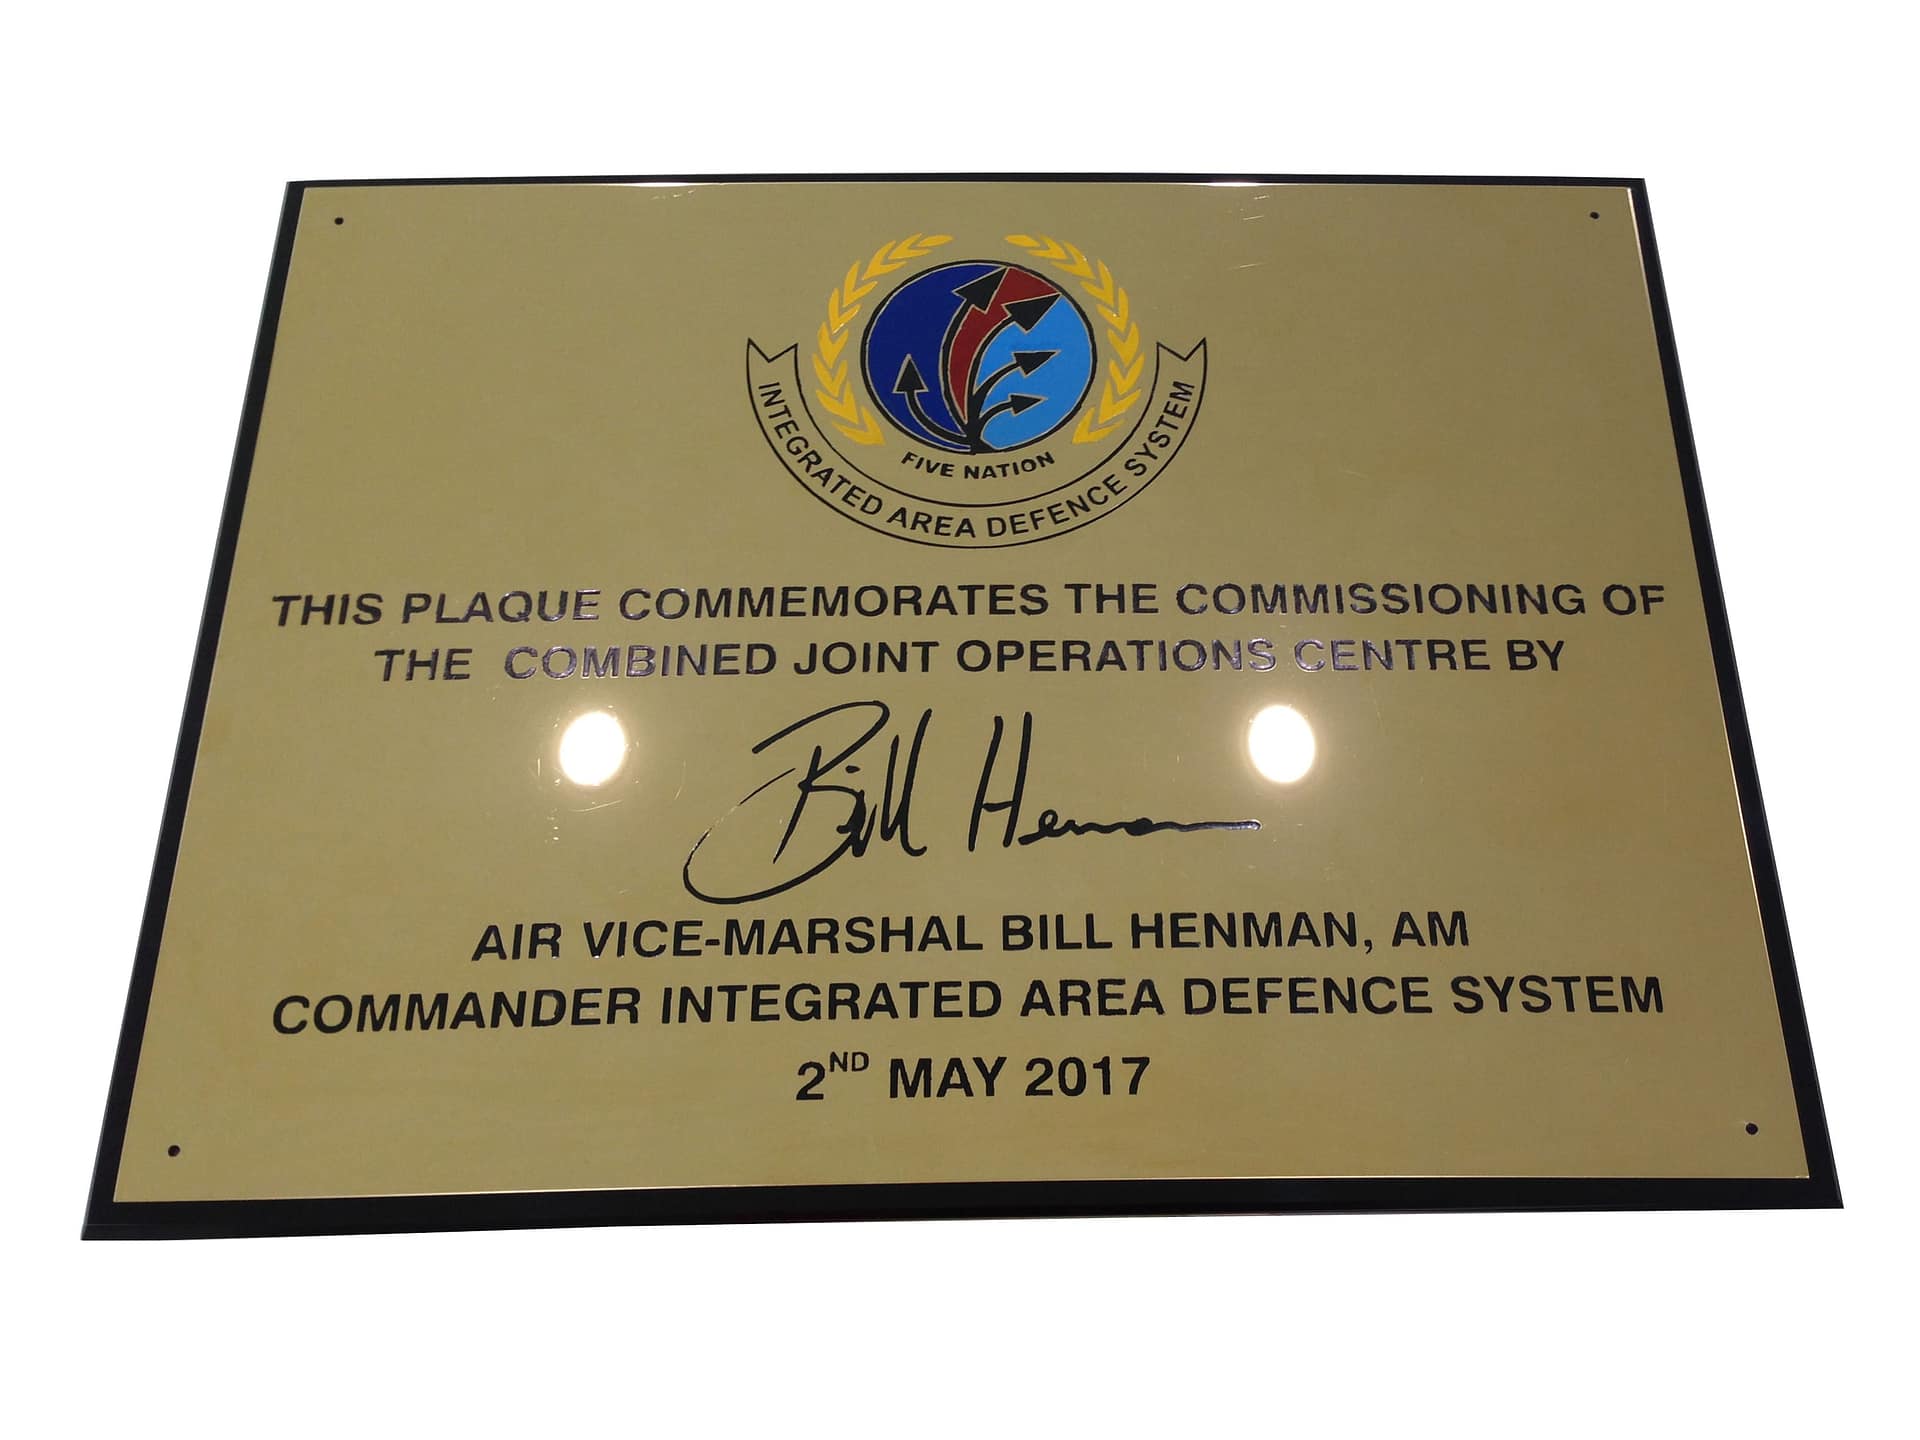 FIVE NATION
INTEGRATED AREA DEFENCE SYSTEM
THIS PLAQUE COMMEMORATES THE COMMISSIONING OF
THE COMBINED JOINT OPERATIONS CENTRE BY
Bill Henman
AIR VICE-MARSHAL BILL HENMAN, AM
COMMANDER INTEGRATED AREA DEFENCE SYSTEM
2ND MAY 2017